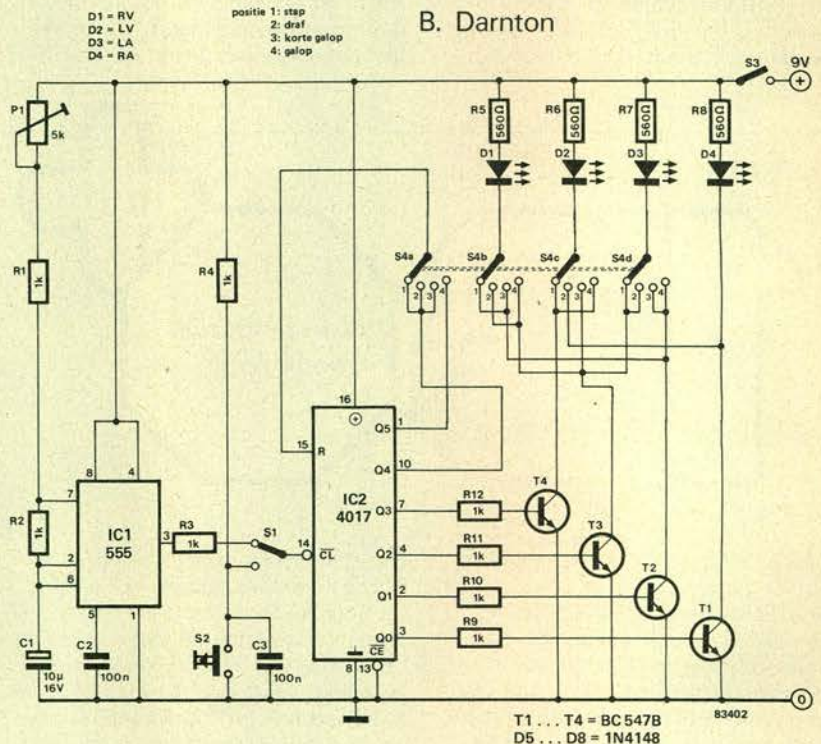 B. Darnton
D1 = RV
D2 = LV
D3 = LA
D4 = RA
positie 1: stap
2: draf
3: korte galop
4: galop
S3
9V
+
P1
5k
R5
560Ω
R6
560Ω
R7
560Ω
R8
560Ω
D1
D2
D3
D4
R1
1k
R4
1k
S4a
S4b
S4c
S4d
1 2 3 4
1 2 3 4
1 2 3 4
1 2 3 4
16
+
15
R
Q5
1
Q4
10
IC2
4017
Q3
7
R12
1k
T4
Q2
4
R11
1k
T3
Q1
2
R10
1k
T2
Q0
3
R9
1k
T1
8
4
7
R2
1k
2
6
IC1
555
3
R3
1k
S1
14
CL
5
1
C1
10µ
16V
C2
100n
S2
C3
100n
8
13
CE
0
83402
T1 ... T4 = BC 547B
D5 ... D8 = 1N4148